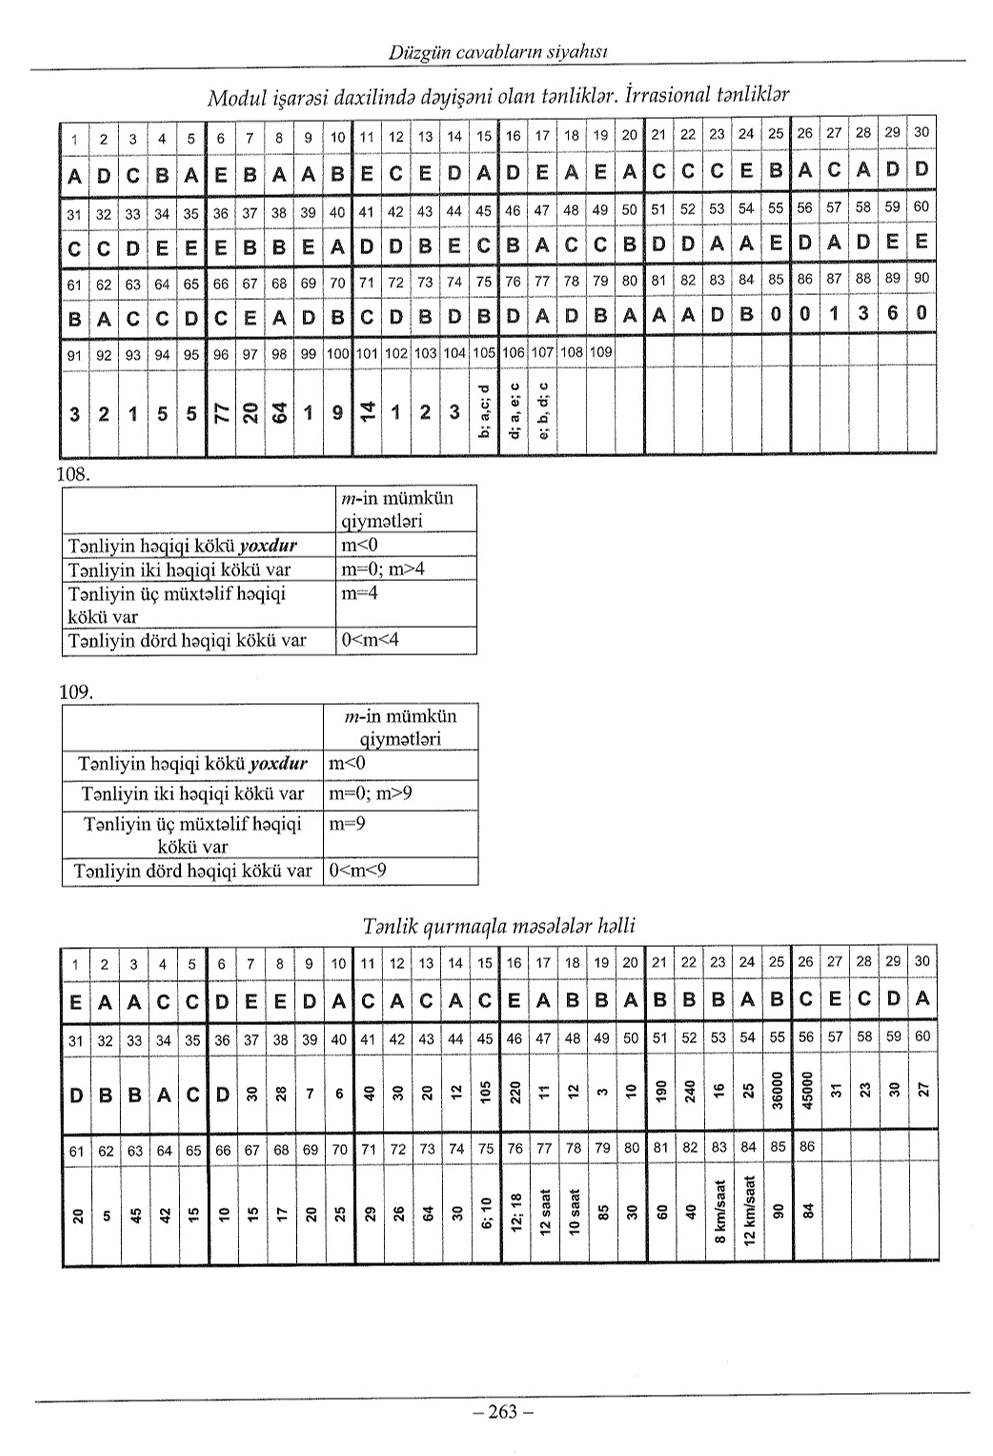 Düzgün cavabların siyahısı
Modul işarəsi daxilində dəyişəni olan tənliklər. İrrasional tənliklər
1 2 3 4 5 6 7 8 9 10 11 12 13 14 15 16 17 18 19 20 21 22 23 24 25 26 27 28 29 30
A D C B A E B A A B E C E D A D E A E A C C C E B A C A D D
31 32 33 34 35 36 37 38 39 40 41 42 43 44 45 46 47 48 49 50 51 52 53 54 55 56 57 58 59 60
C C D E E E B B E A D D B E C B A C C B D D A A E D A D E E
61 62 63 64 65 66 67 68 69 70 71 72 73 74 75 76 77 78 79 80 81 82 83 84 85 86 87 88 89 90
B A C C D C E A D B C D B D B D A D B A A A D B 0 0 1 3 6 0
91 92 93 94 95 96 97 98 99 100 101 102 103 104 105 106 107 108 109
3 2 1 5 5 77 20 64 1 9 14 1 2 3 b; a,c; d d; a, e; c e; b, d; c
108.
m-in mümkün
qiymətləri
Tənliyin həqiqi kökü yoxdur m<0
Tənliyin iki həqiqi kökü var m=0; m>4
Tənliyin üç müxtəlif həqiqi m=4
kökü var
Tənliyin dörd həqiqi kökü var 0<m<4
109.
m-in mümkün
qiymətləri
Tənliyin həqiqi kökü yoxdur m<0
Tənliyin iki həqiqi kökü var m=0; m>9
Tənliyin üç müxtəlif həqiqi m=9
kökü var
Tənliyin dörd həqiqi kökü var 0<m<9
Tənlik qurmaqla məsələlər həlli
1 2 3 4 5 6 7 8 9 10 11 12 13 14 15 16 17 18 19 20 21 22 23 24 25 26 27 28 29 30
E A A C C D E E D A C A C A C E A B B A B B B A B C E C D A
31 32 33 34 35 36 37 38 39 40 41 42 43 44 45 46 47 48 49 50 51 52 53 54 55 56 57 58 59 60
D B B A C D 30 28 7 6 40 30 20 12 105 220 11 12 3 10 190 240 16 25 36000 45000 31 23 30 27
61 62 63 64 65 66 67 68 69 70 71 72 73 74 75 76 77 78 79 80 81 82 83 84 85 86
20 5 45 42 15 10 15 17 20 25 29 26 64 30 6; 10 12; 18 12 saat 10 saat 85 30 60 40 8 km/saat 12 km/saat 90 84
– 263 –